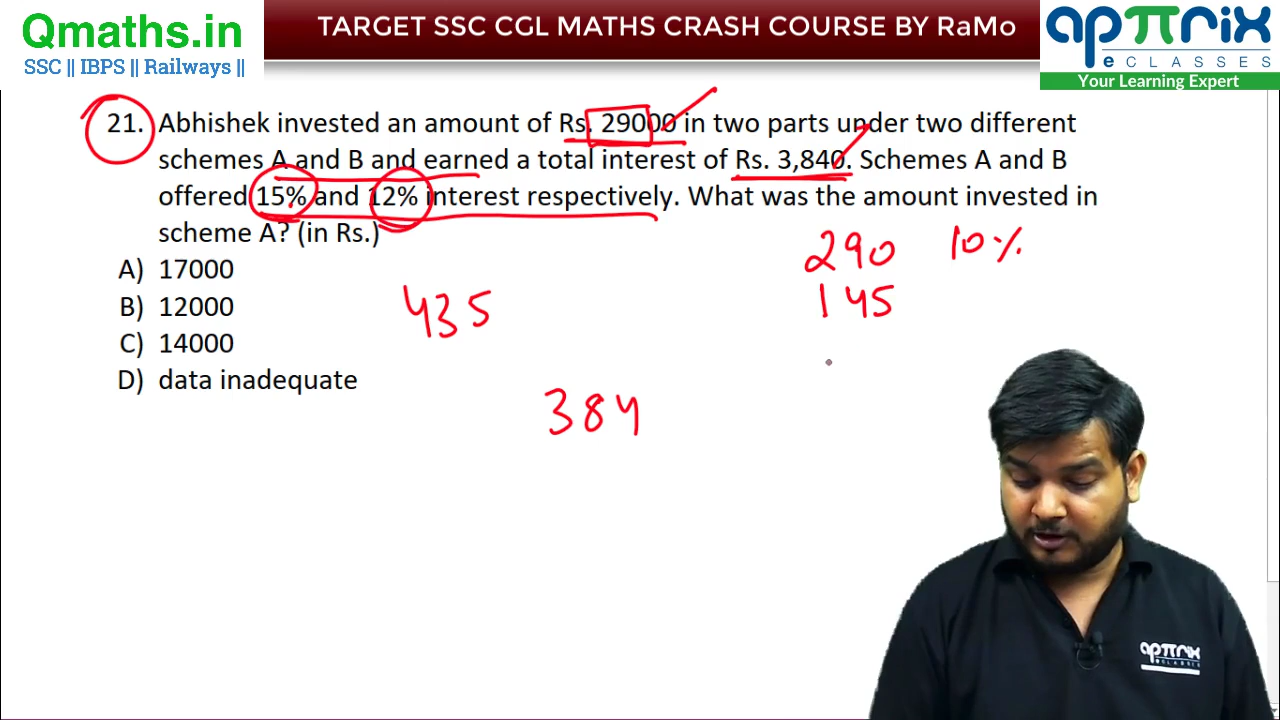 Qmaths.in
SSC || IBPS || Railways ||
TARGET SSC CGL MATHS CRASH COURSE BY RaMo
apπrix
e CLASSES
Your Learning Expert
21. Abhishek invested an amount of Rs. 29000 in two parts under two different
schemes A and B and earned a total interest of Rs. 3,840. Schemes A and B
offered 15% and 12% interest respectively. What was the amount invested in
scheme A? (in Rs.)
A) 17000
B) 12000
C) 14000
D) data inadequate
290 10%
145
435
384
apπrix
e CLASSES